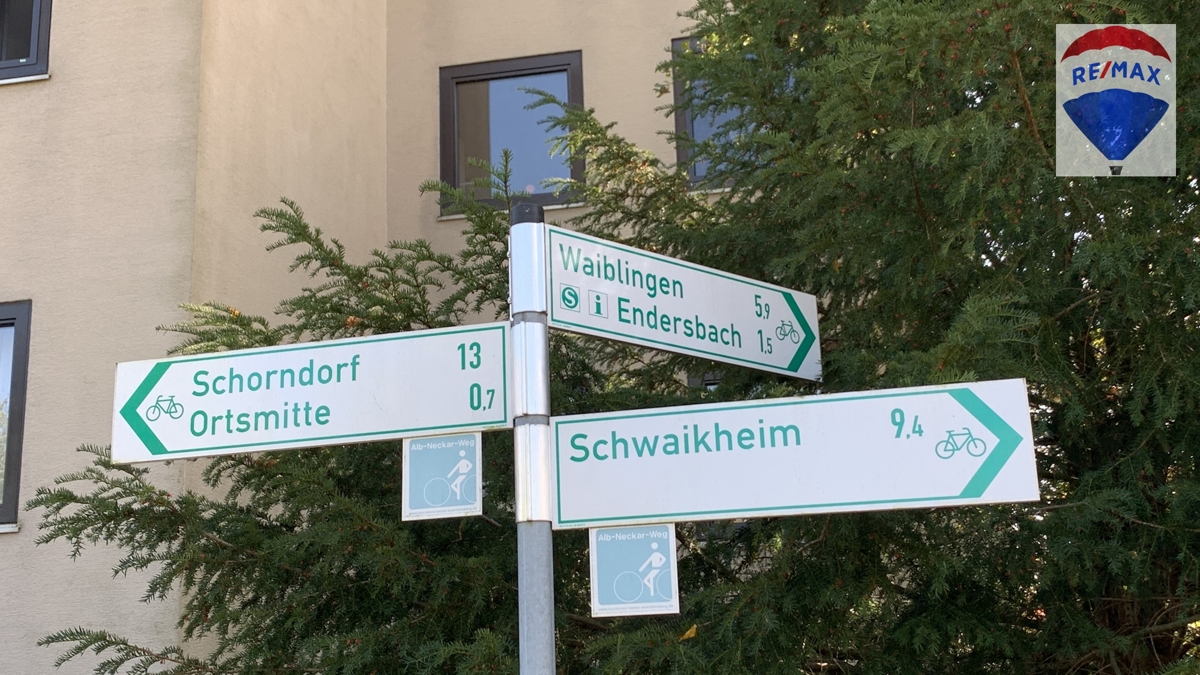 RE/MAX
Waiblingen 5,9
S i Endersbach 1,5
Schorndorf 13
Ortsmitte 0,7
Schwaikheim 9,4
Alb-Neckar-Weg
Alb-Neckar-Weg